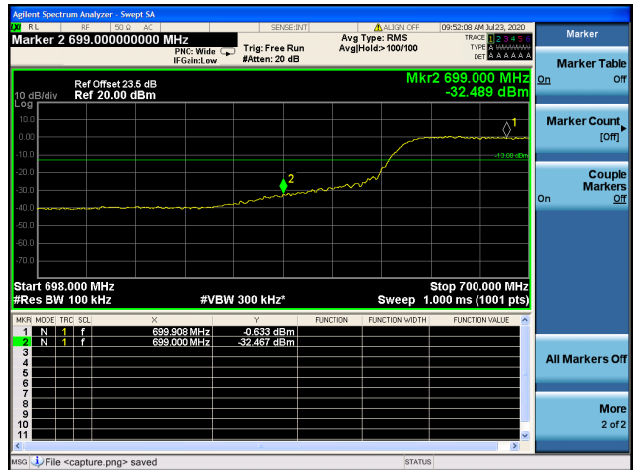 Agilent Spectrum Analyzer - Swept SA
RL RF 50 Ω AC SENSE:INT ALIGN OFF 09:52:08 AM Jul 23, 2020
Marker 2 699.000000000 MHz
Avg Type: RMS
TRACE 1 2 3 4 5 6
PNC: Wide
Trig: Free Run
Avg|Hold:>100/100
TYPE A
IFGain:Low
#Atten: 20 dB
DET A A A A A A
Mkr2 699.000 MHz
-32.489 dBm
Ref Offset 23.5 dB
10 dB/div Ref 20.00 dBm
Log
10.0
0.00
-10.0
-20.0
-30.0
-40.0
-50.0
-60.0
-70.0
1
-13.00 dBm
2
Start 698.000 MHz Stop 700.000 MHz
#Res BW 100 kHz #VBW 300 kHz* Sweep 1.000 ms (1001 pts)
MKR MODE TRC SCL X Y FUNCTION FUNCTION WIDTH FUNCTION VALUE
1 N 1 f 699.908 MHz -0.633 dBm
2 N 1 f 699.000 MHz -32.467 dBm
3
4
5
6
7
8
9
10
11
MSG File <capture.png> saved STATUS
Marker
Marker Table
On Off
Marker Count
[Off]
Couple
Markers
On Off
All Markers Off
More
2 of 2